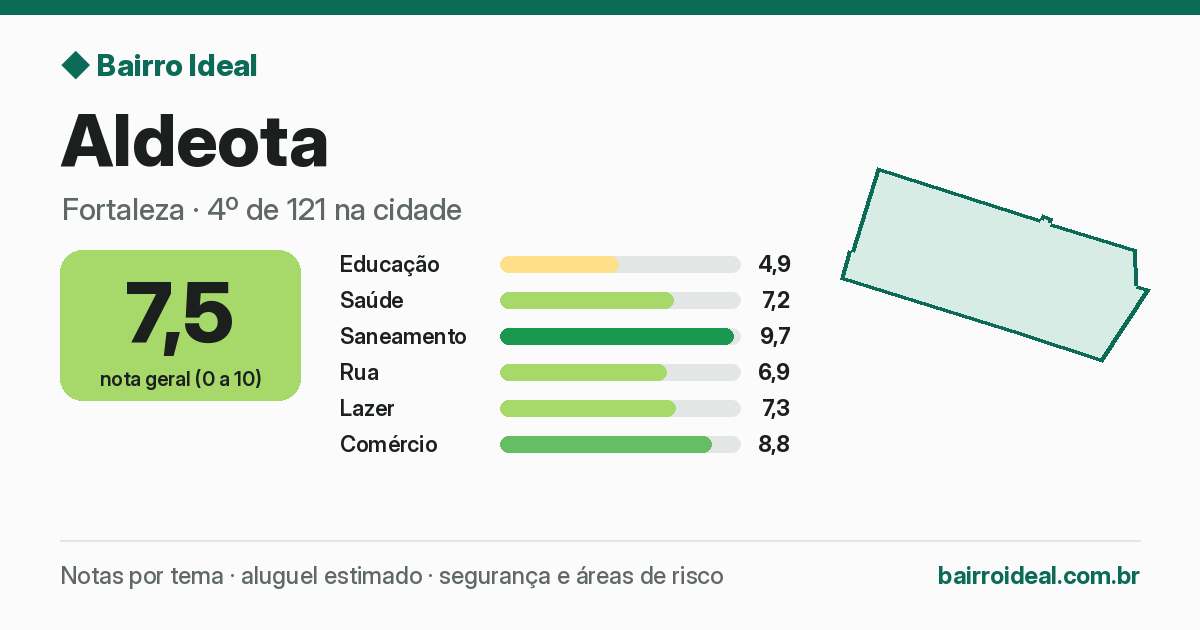 Bairro Ideal
Aldeota
Fortaleza · 4º de 121 na cidade
7,5
nota geral (0 a 10)
Educação 4,9
Saúde 7,2
Saneamento 9,7
Rua 6,9
Lazer 7,3
Comércio 8,8
Notas por tema · aluguel estimado · segurança e áreas de risco
bairroideal.com.br